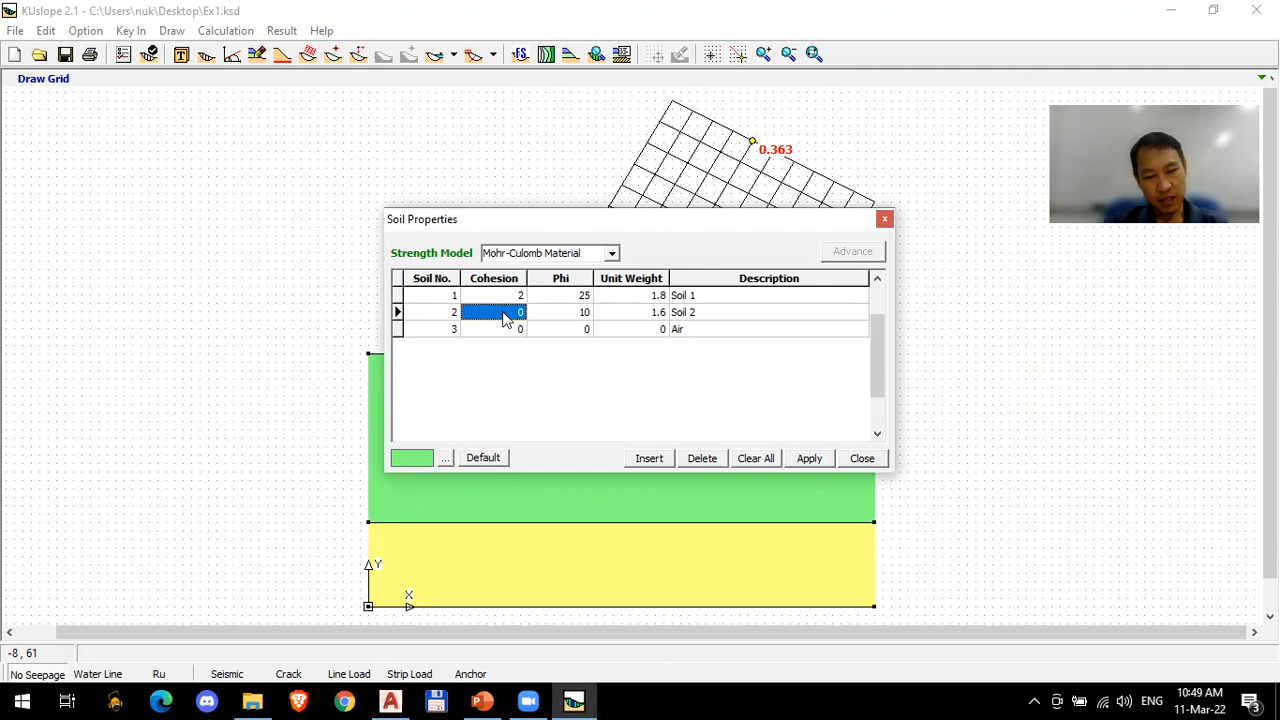 KUslope 2.1 - C:\Users\nuk\Desktop\Ex1.ksd
File Edit Option Key In Draw Calculation Result Help
T FS
Draw Grid
0.363
Soil Properties
Strength Model Mohr-Culomb Material Advance
Soil No. Cohesion Phi Unit Weight Description
1 2 25 1.8 Soil 1
2 0 10 1.6 Soil 2
3 0 0 0 Air
... Default Insert Delete Clear All Apply Close
Y
X
-8, 61
No Seepage Water Line Ru Seismic Crack Line Load Strip Load Anchor
ENG 10:49 AM
11-Mar-22
3